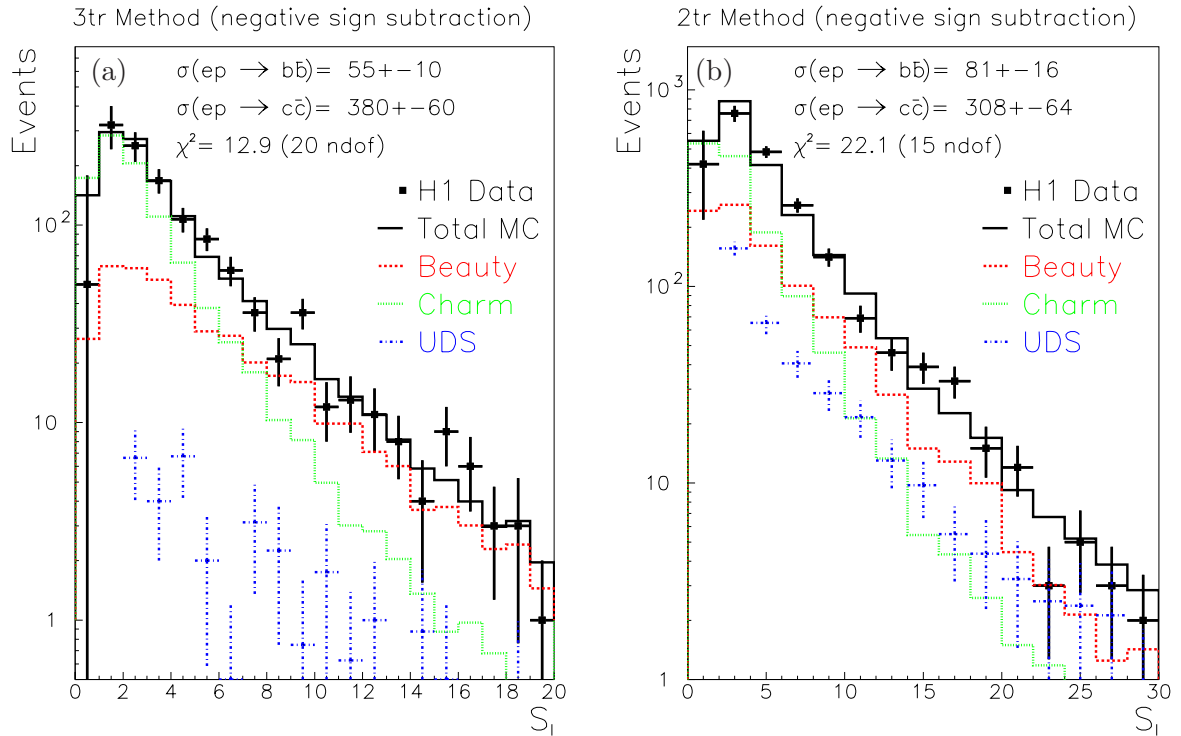 3tr Method (negative sign subtraction)
Events
(a)
σ(ep → bb̄)= 55+−10
σ(ep → cc̄)= 380+−60
χ²= 12.9 (20 ndof)
H1 Data
Total MC
Beauty
Charm
UDS
10²
10
1
0 2 4 6 8 10 12 14 16 18 20
S_l
2tr Method (negative sign subtraction)
Events
(b)
σ(ep → bb̄)= 81+−16
σ(ep → cc̄)= 308+−64
χ²= 22.1 (15 ndof)
H1 Data
Total MC
Beauty
Charm
UDS
10³
10²
10
1
0 5 10 15 20 25 30
S_l